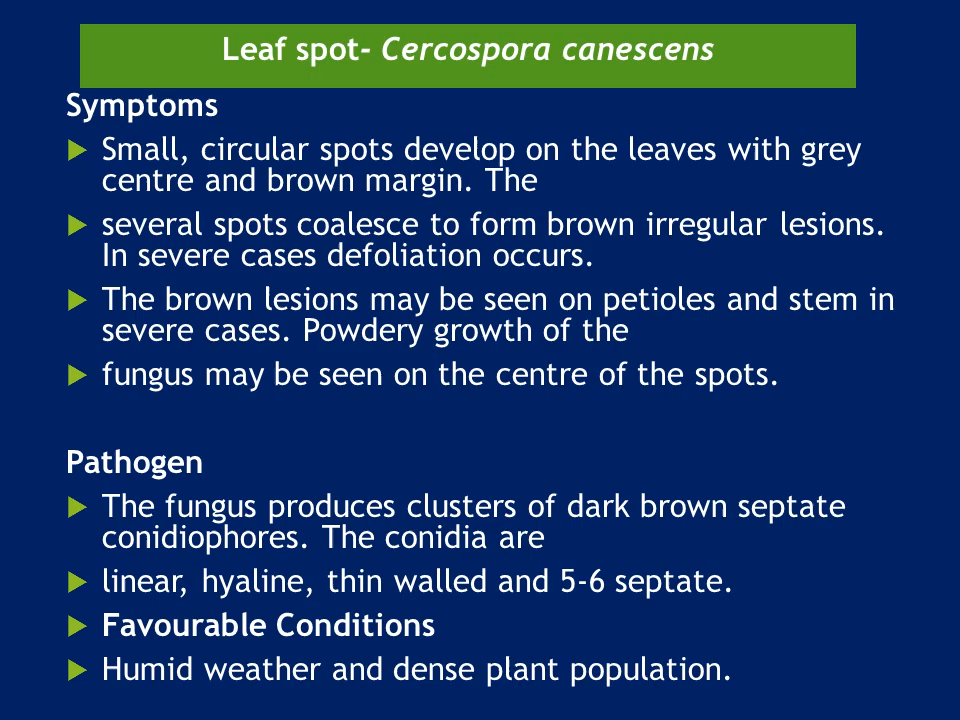 Leaf spot- Cercospora canescens
Symptoms
Small, circular spots develop on the leaves with grey
centre and brown margin. The
several spots coalesce to form brown irregular lesions.
In severe cases defoliation occurs.
The brown lesions may be seen on petioles and stem in
severe cases. Powdery growth of the
fungus may be seen on the centre of the spots.
Pathogen
The fungus produces clusters of dark brown septate
conidiophores. The conidia are
linear, hyaline, thin walled and 5-6 septate.
Favourable Conditions
Humid weather and dense plant population.